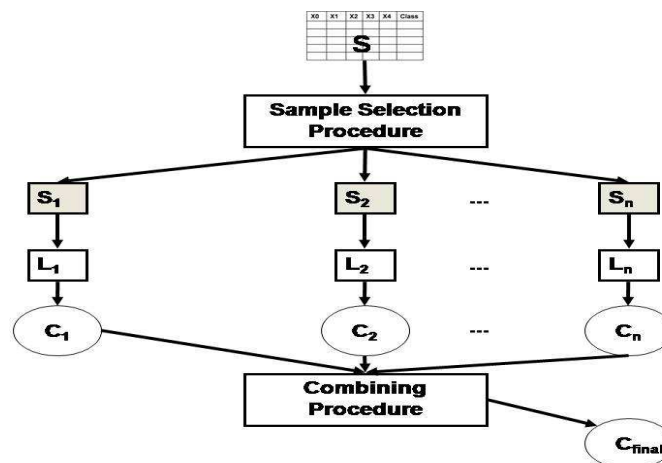 X0 X1 X2 X3 X4 Class
S
Sample Selection
Procedure
S1 S2 --- Sn
L1 L2 --- Ln
C1 C2 --- Cn
Combining
Procedure
Cfinal